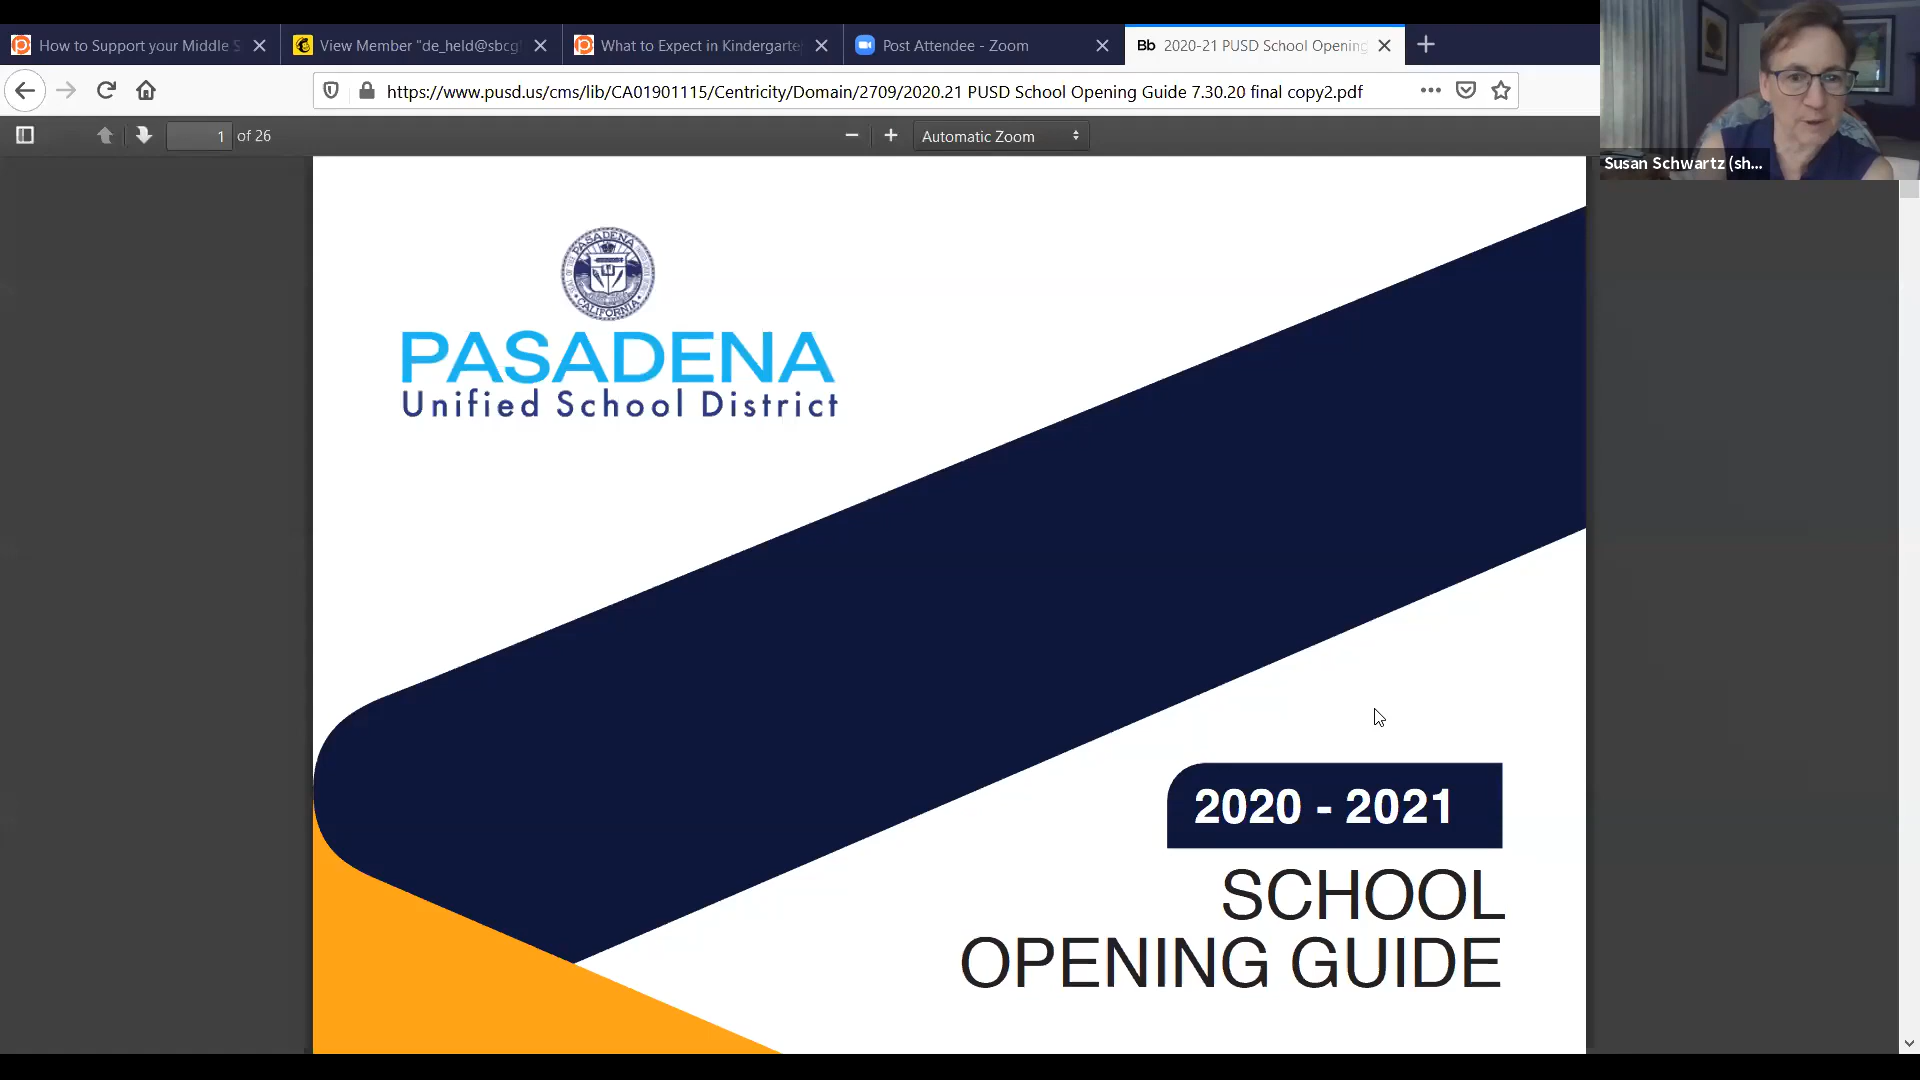 How to Support your Middle S
View Member "de_held@sbcg
What to Expect in Kindergarte
Post Attendee - Zoom
Bb 2020-21 PUSD School Opening
https://www.pusd.us/cms/lib/CA01901115/Centricity/Domain/2709/2020.21 PUSD School Opening Guide 7.30.20 final copy2.pdf
1 of 26
Automatic Zoom
Susan Schwartz (sh...
PASADENA
CALIFORNIA
PASADENA
Unified School District
2020 - 2021
SCHOOL
OPENING GUIDE